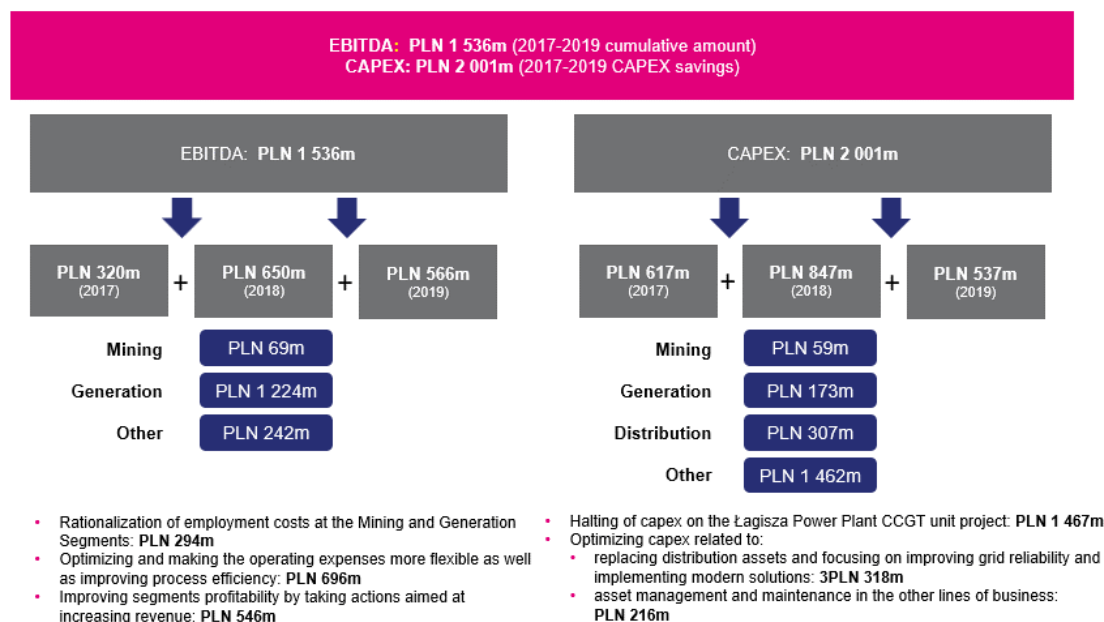 EBITDA: PLN 1 536m (2017-2019 cumulative amount)
CAPEX: PLN 2 001m (2017-2019 CAPEX savings)
EBITDA: PLN 1 536m
PLN 320m
(2017)
+
PLN 650m
(2018)
+
PLN 566m
(2019)
Mining PLN 69m
Generation PLN 1 224m
Other PLN 242m
• Rationalization of employment costs at the Mining and Generation
Segments: PLN 294m
• Optimizing and making the operating expenses more flexible as well
as improving process efficiency: PLN 696m
• Improving segments profitability by taking actions aimed at
increasing revenue: PLN 546m
CAPEX: PLN 2 001m
PLN 617m
(2017)
+
PLN 847m
(2018)
+
PLN 537m
(2019)
Mining PLN 59m
Generation PLN 173m
Distribution PLN 307m
Other PLN 1 462m
• Halting of capex on the Łagisza Power Plant CCGT unit project: PLN 1 467m
• Optimizing capex related to:
• replacing distribution assets and focusing on improving grid reliability and
implementing modern solutions: 3PLN 318m
• asset management and maintenance in the other lines of business:
PLN 216m